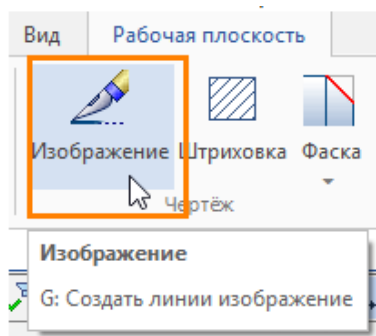 Вид Рабочая плоскость
Изображение Штриховка Фаска
Чертёж
Изображение
G: Создать линии изображение